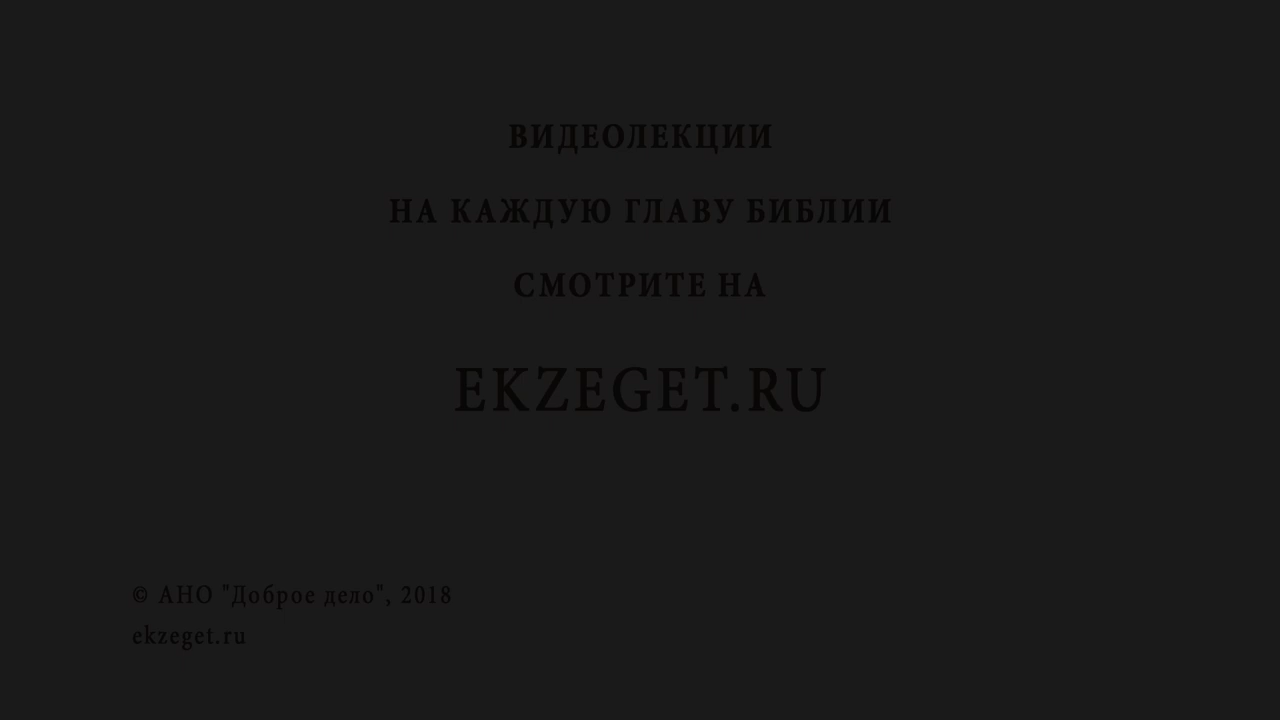 ВИДЕОЛЕКЦИИ
НА КАЖДУЮ ГЛАВУ БИБЛИИ
СМОТРИТЕ НА
EKZEGET.RU
© АНО "Доброе дело", 2018
ekzeget.ru